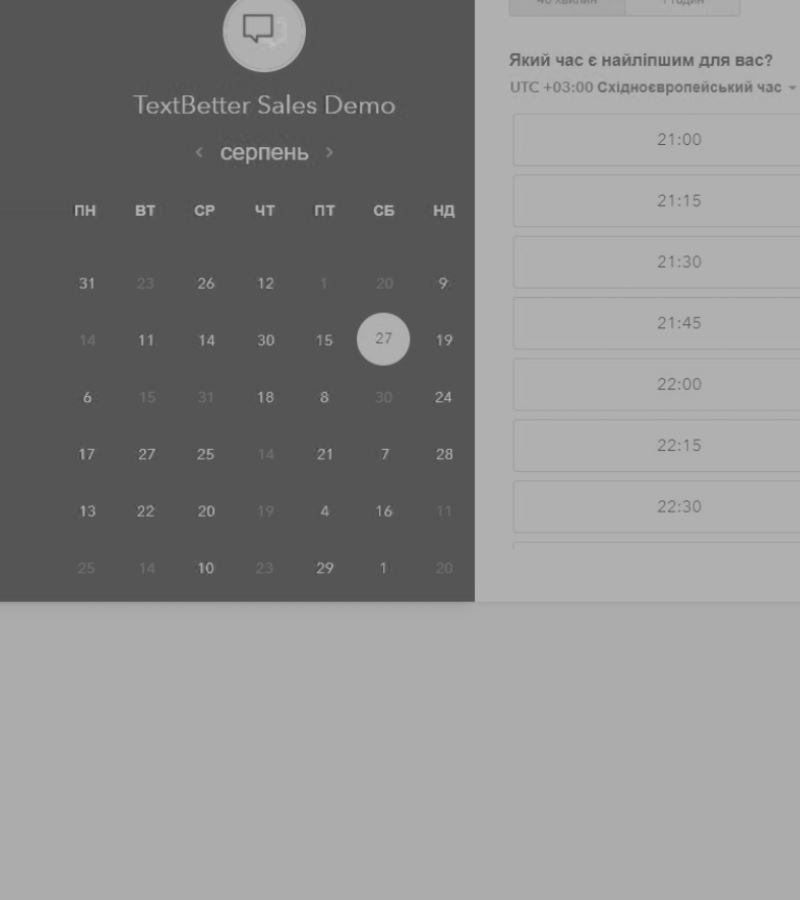 TextBetter Sales Demo
‹ серпень ›
ПН ВТ СР ЧТ ПТ СБ НД
31 23 26 12 1 20 9
14 11 14 30 15 27 19
6 15 31 18 8 30 24
17 27 25 14 21 7 28
13 22 20 19 4 16 11
25 14 10 23 29 1 20
Який час є найліпшим для вас?
UTC +03:00 Східноєвропейський час
21:00
21:15
21:30
21:45
22:00
22:15
22:30